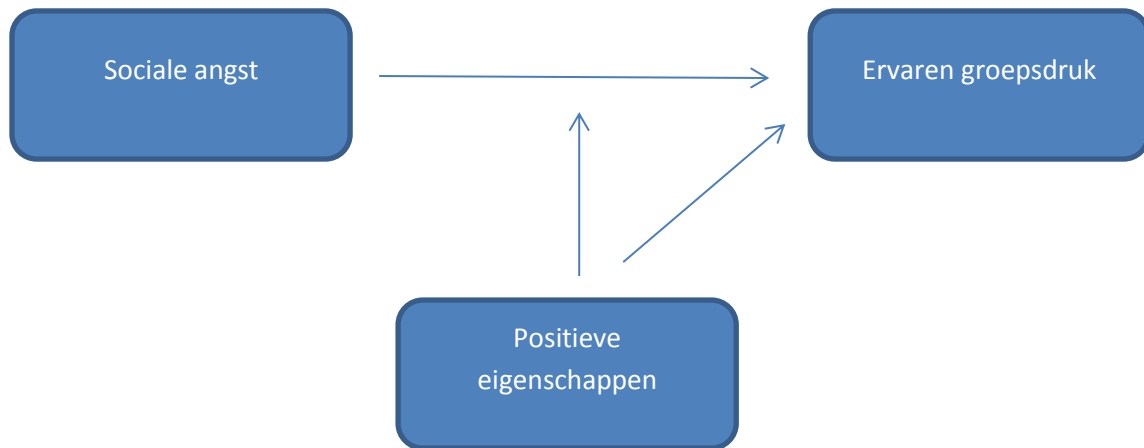 Sociale angst
Ervaren groepsdruk
Positieve
eigenschappen